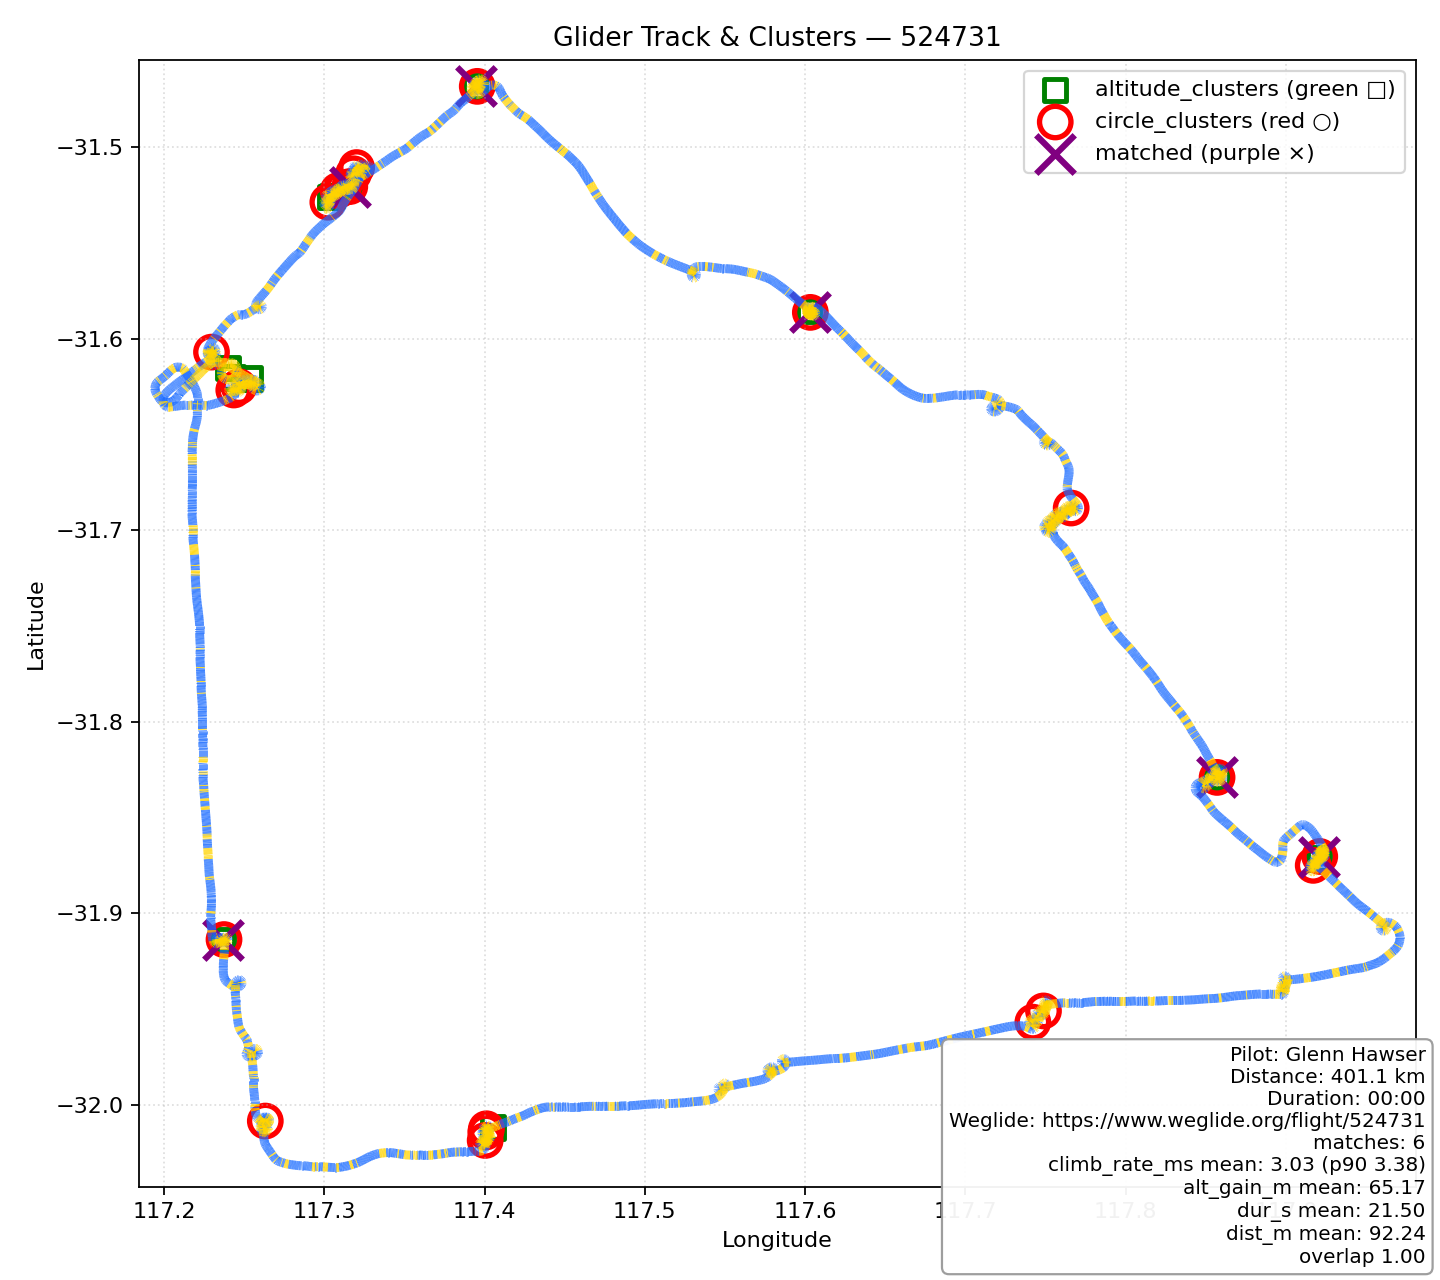 Glider Track & Clusters — 524731
altitude_clusters (green □)
circle_clusters (red ○)
matched (purple ×)
−31.5
−31.6
−31.7
−31.8
−31.9
−32.0
Latitude
117.2
117.3
117.4
117.5
117.6
117.7
117.8
Longitude
Pilot: Glenn Hawser
Distance: 401.1 km
Duration: 00:00
Weglide: https://www.weglide.org/flight/524731
matches: 6
climb_rate_ms mean: 3.03 (p90 3.38)
alt_gain_m mean: 65.17
dur_s mean: 21.50
dist_m mean: 92.24
overlap 1.00